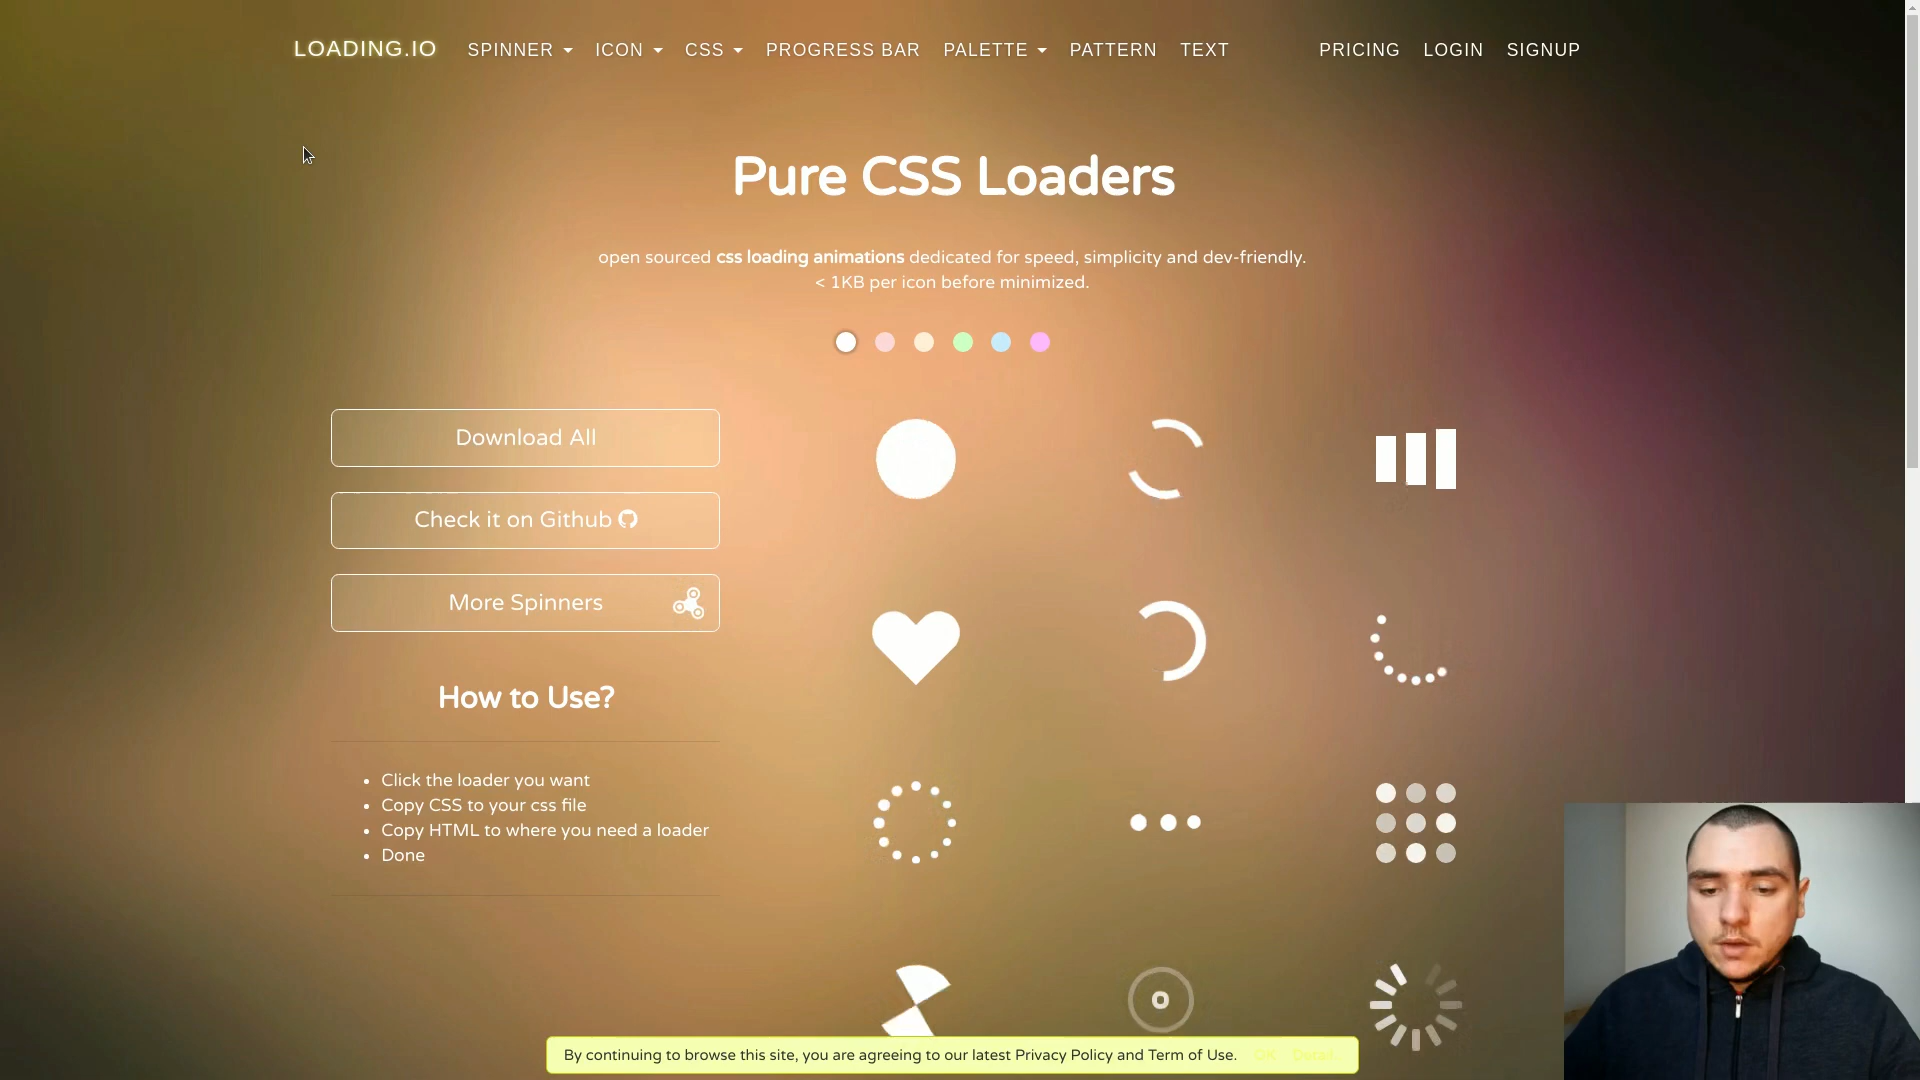 LOADING.IO SPINNER ICON CSS PROGRESS BAR PALETTE PATTERN TEXT PRICING LOGIN SIGNUP
Pure CSS Loaders
open sourced css loading animations dedicated for speed, simplicity and dev-friendly.
< 1KB per icon before minimized.
Download All
Check it on Github
More Spinners
How to Use?
Click the loader you want
Copy CSS to your css file
Copy HTML to where you need a loader
Done
By continuing to browse this site, you are agreeing to our latest Privacy Policy and Term of Use. OK